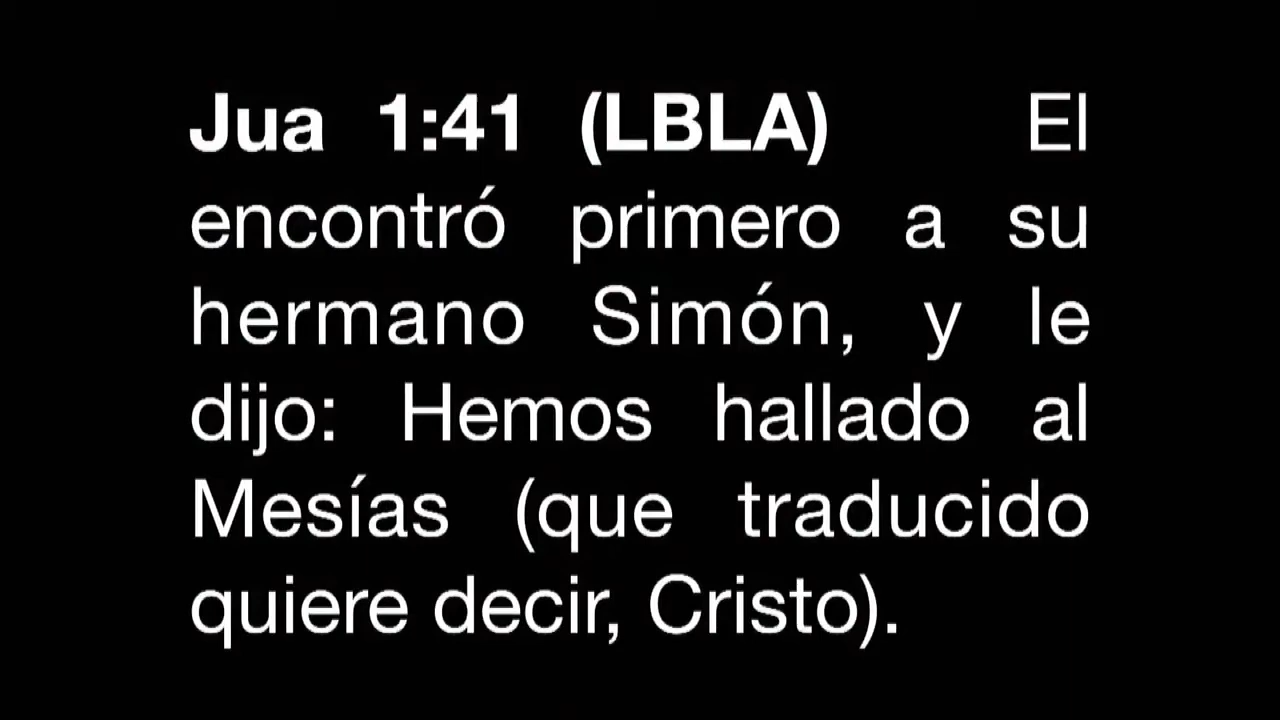 Jua 1:41 (LBLA) El
encontró primero a su
hermano Simón, y le
dijo: Hemos hallado al
Mesías (que traducido
quiere decir, Cristo).